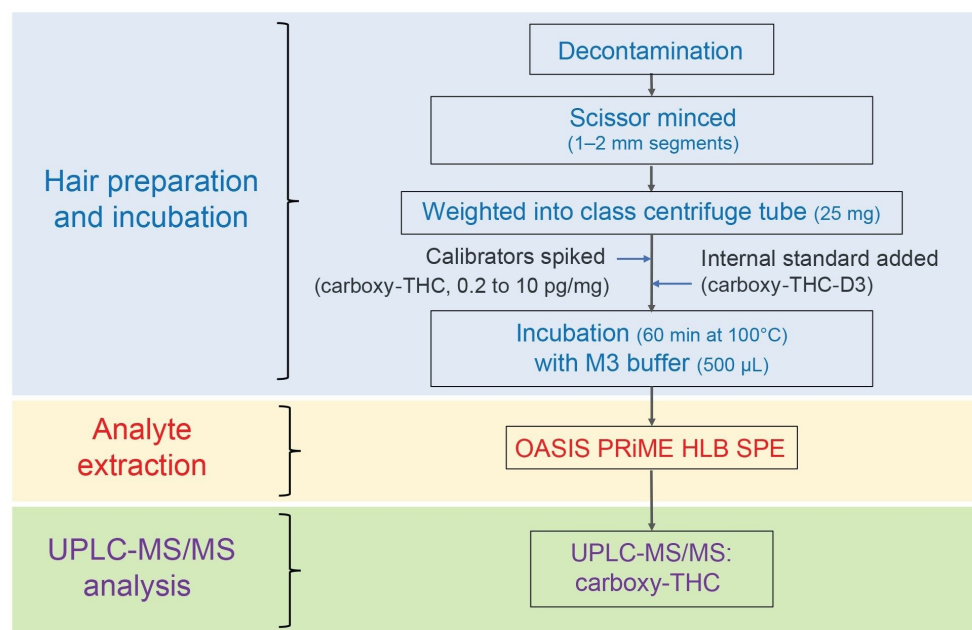 Decontamination
Scissor minced
(1–2 mm segments)
Hair preparation
and incubation
Weighted into class centrifuge tube (25 mg)
Calibrators spiked
(carboxy-THC, 0.2 to 10 pg/mg)
Internal standard added
(carboxy-THC-D3)
Incubation (60 min at 100°C)
with M3 buffer (500 µL)
Analyte
extraction
OASIS PRiME HLB SPE
UPLC-MS/MS
analysis
UPLC-MS/MS:
carboxy-THC